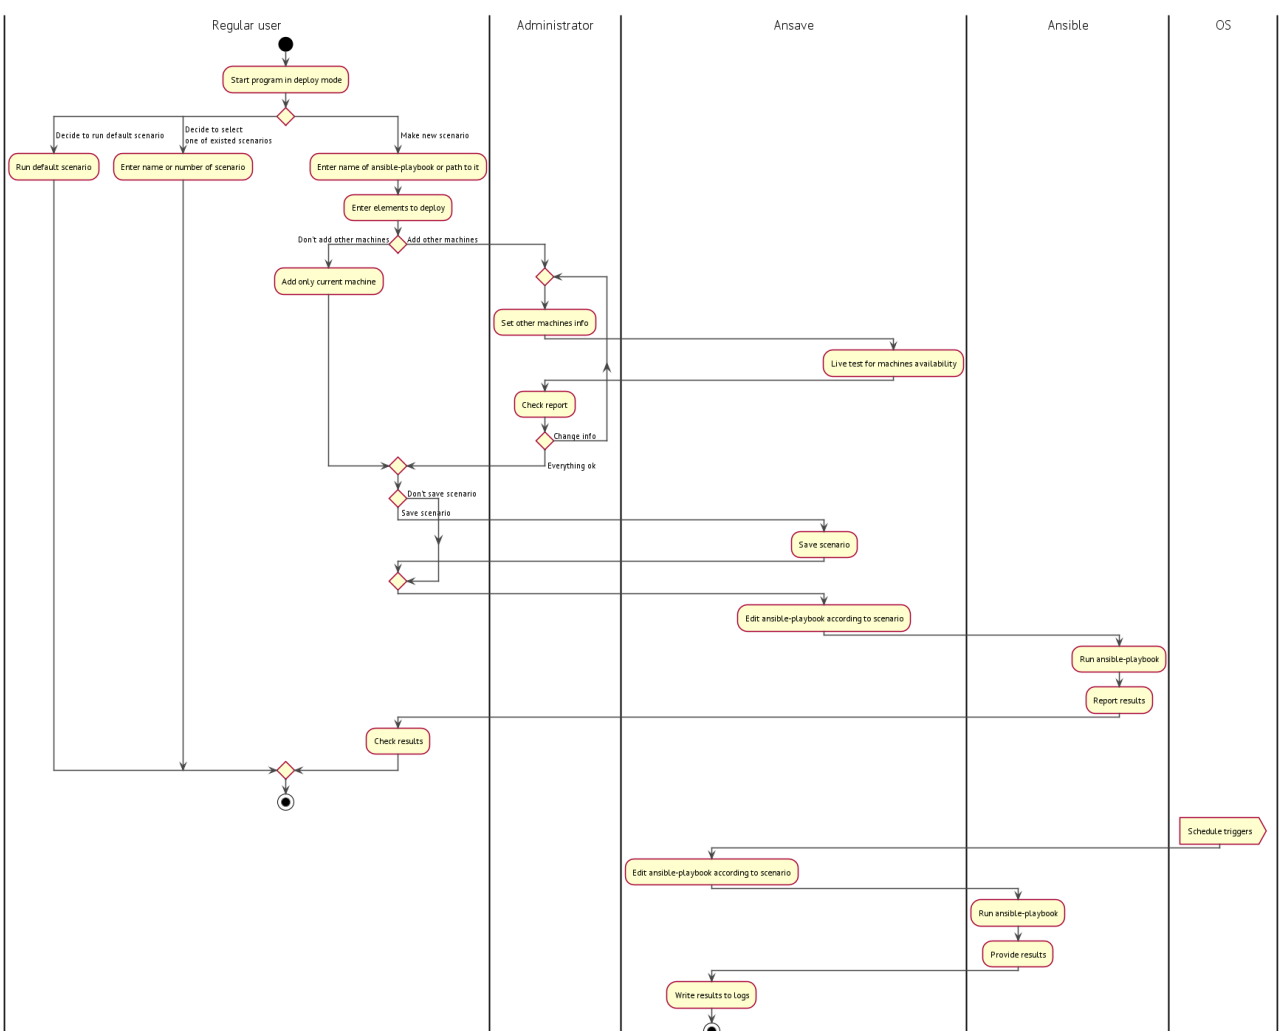 Regular user
Administrator
Ansave
Ansible
OS
Start program in deploy mode
Decide to run default scenario
Decide to select
one of existed scenarios
Make new scenario
Run default scenario
Enter name or number of scenario
Enter name of ansible-playbook or path to it
Enter elements to deploy
Don't add other machines
Add other machines
Add only current machine
Set other machines info
Live test for machines availability
Check report
Change info
Everything ok
Don't save scenario
Save scenario
Save scenario
Edit ansible-playbook according to scenario
Run ansible-playbook
Report results
Check results
Schedule triggers
Edit ansible-playbook according to scenario
Run ansible-playbook
Provide results
Write results to logs